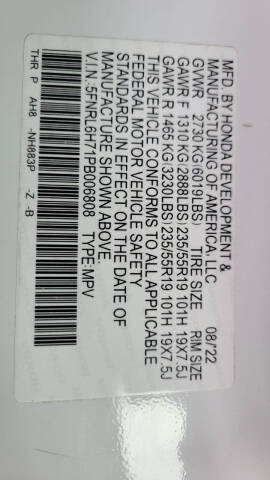 MFD. BY HONDA DEVELOPMENT &
MANUFACTURING OF AMERICA, LLC 08/22
GVWR 2730 KG(6019LBS) TIRE SIZE RIM SIZE
GAWR F 1310 KG(2888LBS)235/55R19 101H 19X7.5J
GAWR R 1465 KG(3230LBS)235/55R19 101H 19X7.5J
THIS VEHICLE CONFORMS TO ALL APPLICABLE
FEDERAL MOTOR VEHICLE SAFETY
STANDARDS IN EFFECT ON THE DATE OF
MANUFACTURE SHOWN ABOVE.
V.I.N.:5FNRL6H71PB006808 TYPE:MPV
THR P AH8 -NH883P -Z -B